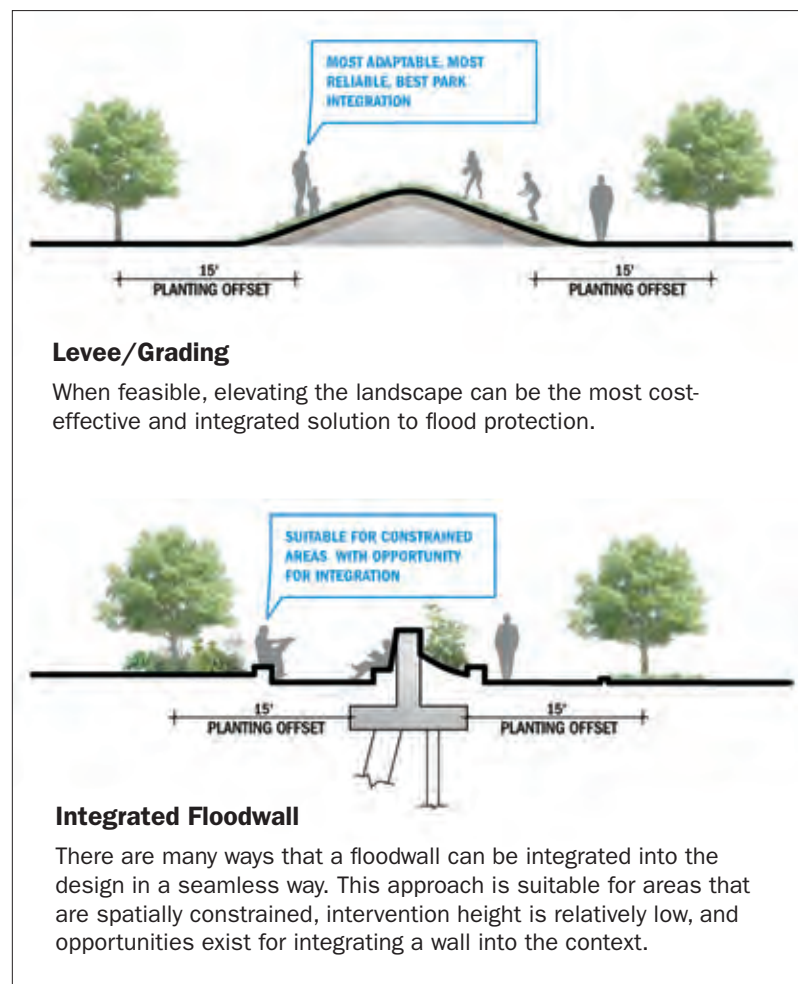 MOST ADAPTABLE, MOST
RELIABLE, BEST PARK
INTEGRATION
15'
PLANTING OFFSET
15'
PLANTING OFFSET
Levee/Grading
When feasible, elevating the landscape can be the most cost-
effective and integrated solution to flood protection.
SUITABLE FOR CONSTRAINED
AREAS WITH OPPORTUNITY
FOR INTEGRATION
15'
PLANTING OFFSET
15'
PLANTING OFFSET
Integrated Floodwall
There are many ways that a floodwall can be integrated into the
design in a seamless way. This approach is suitable for areas that
are spatially constrained, intervention height is relatively low, and
opportunities exist for integrating a wall into the context.